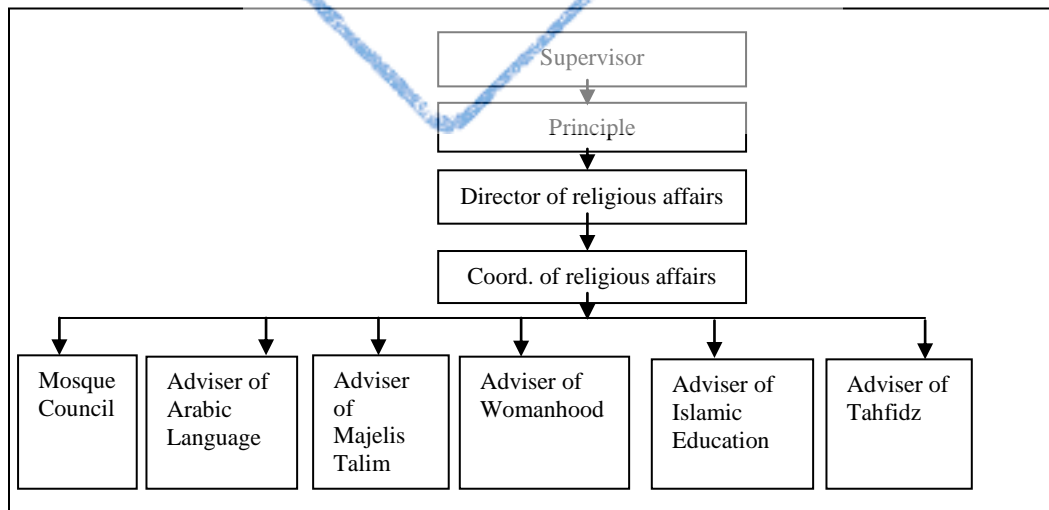 Supervisor
Principle
Director of religious affairs
Coord. of religious affairs
Mosque
Council
Adviser of
Arabic
Language
Adviser
of
Majelis
Talim
Adviser of
Womanhood
Adviser of
Islamic
Education
Adviser of
Tahfidz